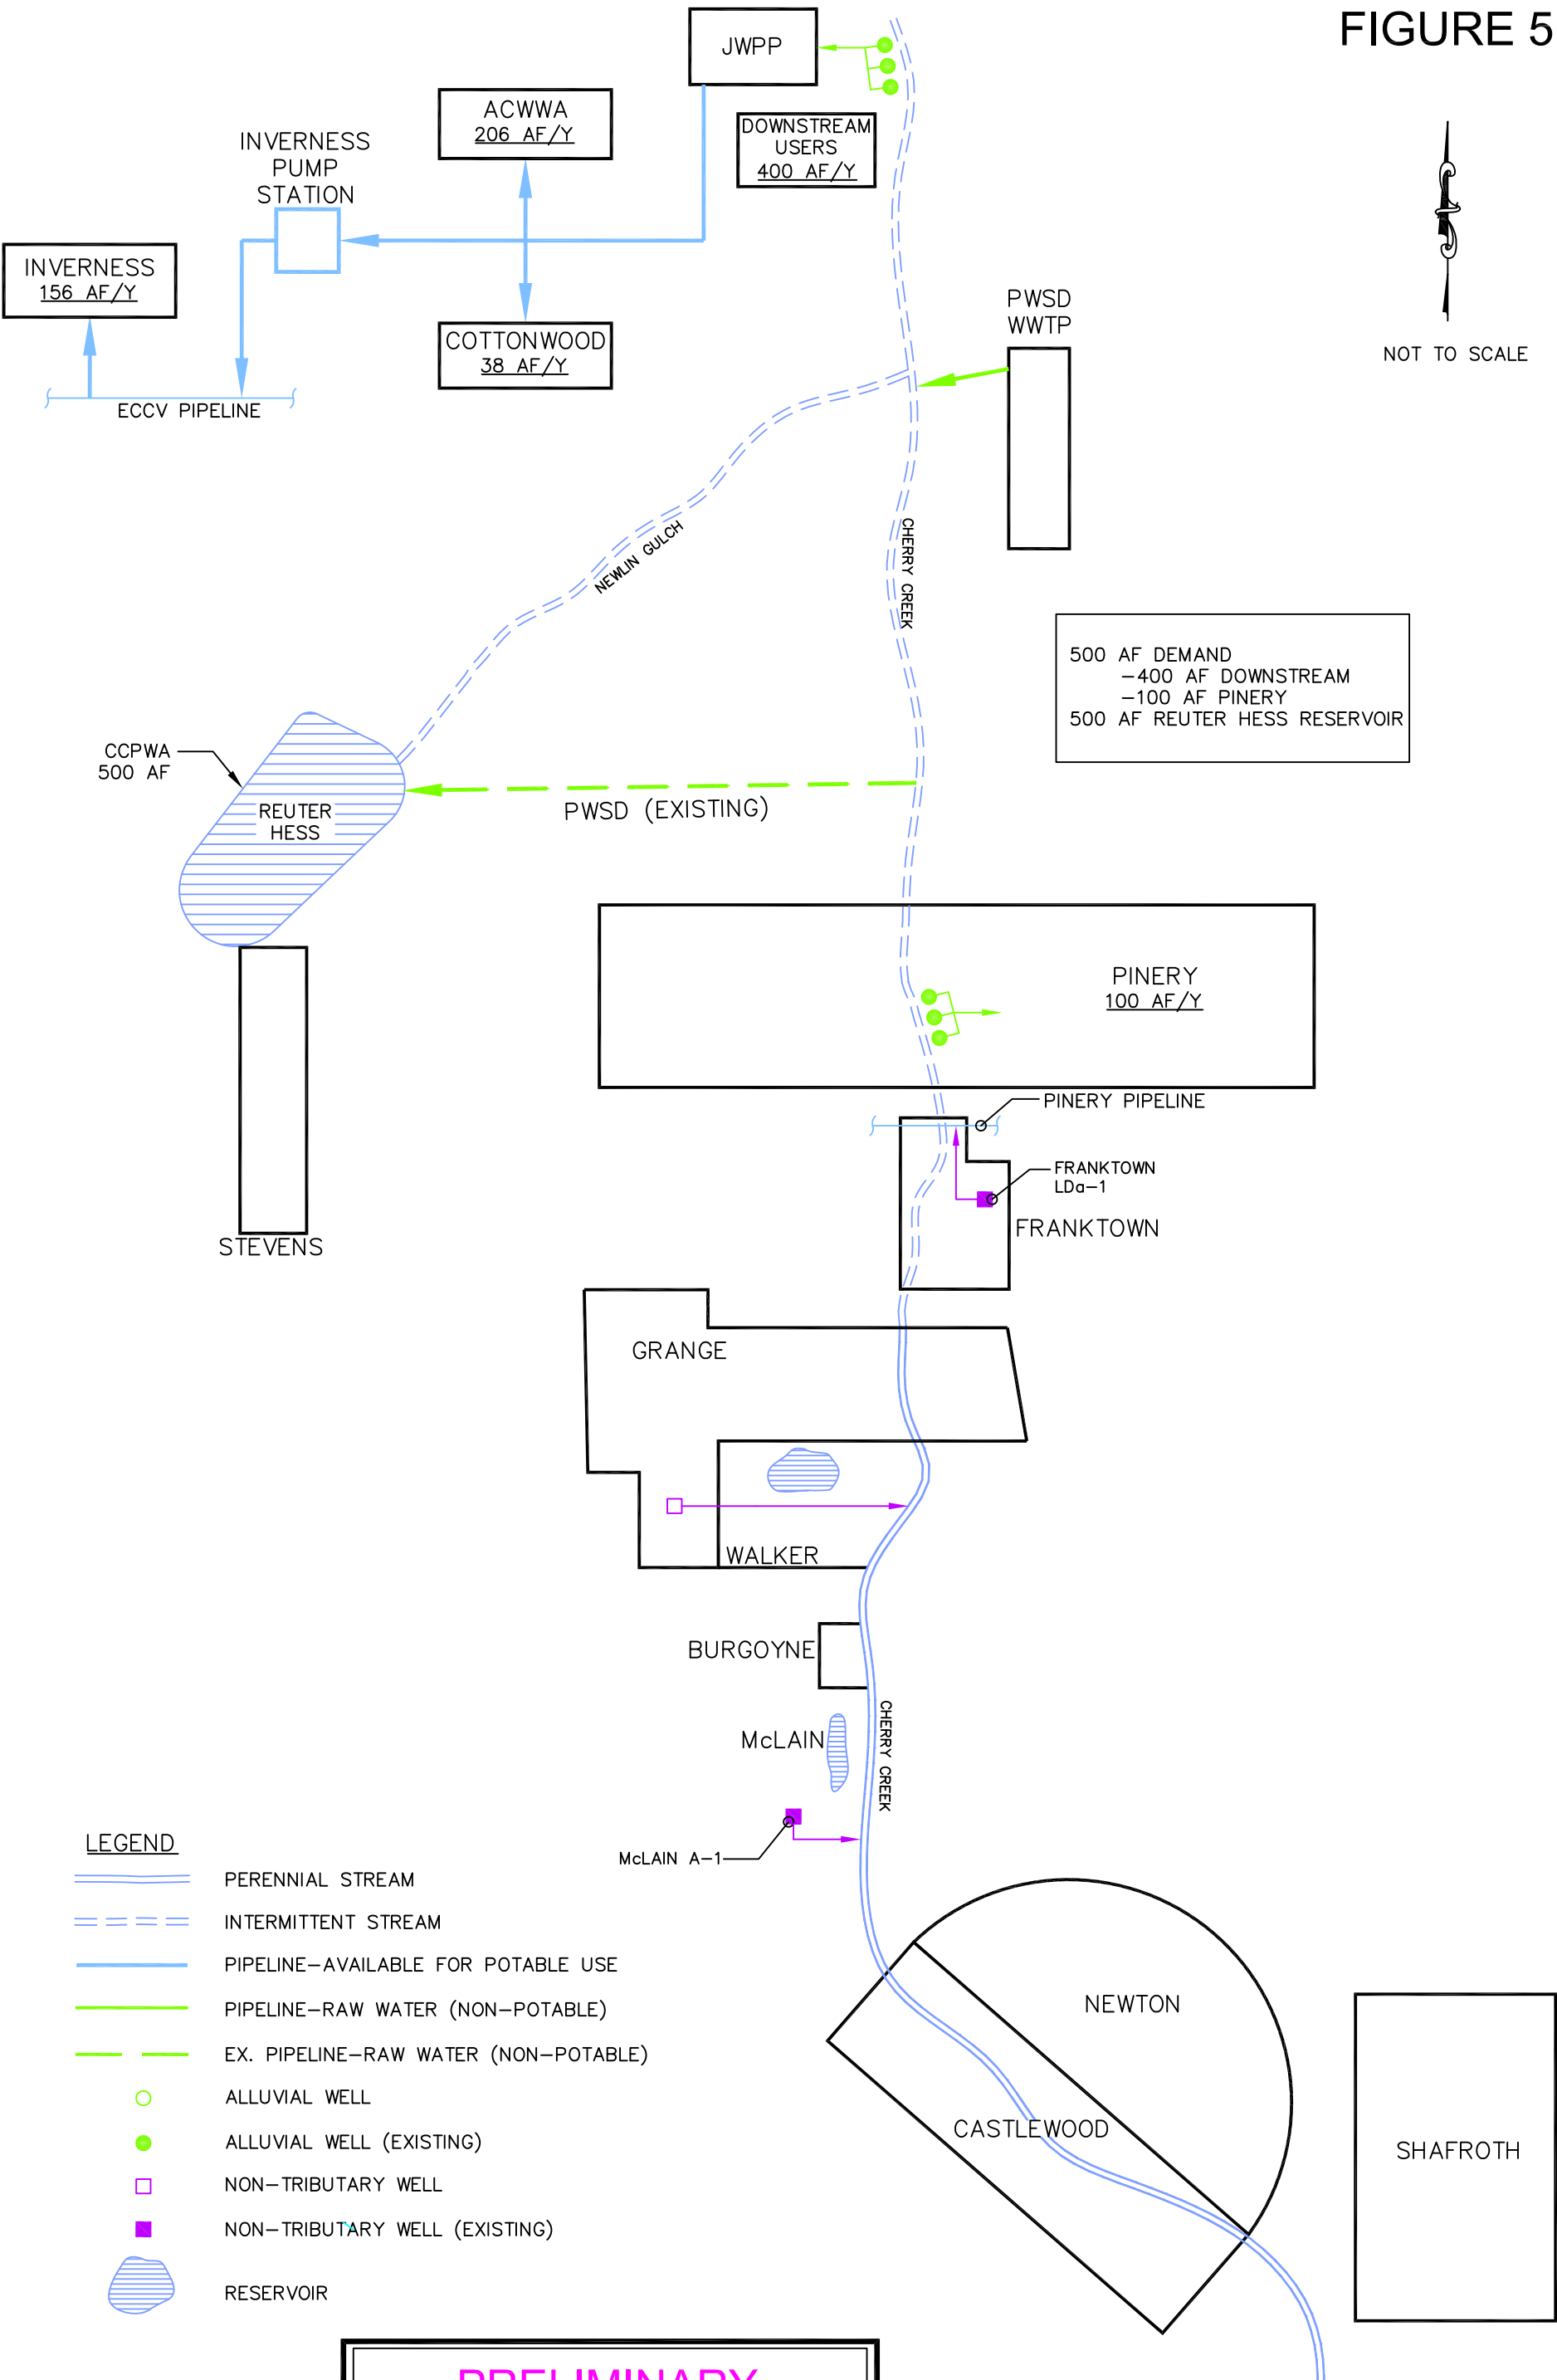 FIGURE 5
JWPP
ACWWA
206 AF/Y
DOWNSTREAM
USERS
400 AF/Y
INVERNESS
PUMP
STATION
INVERNESS
156 AF/Y
COTTONWOOD
38 AF/Y
ECCV PIPELINE
PWSD
WWTP
NOT TO SCALE
NEWLIN GULCH
CHERRY CREEK
500 AF DEMAND
-400 AF DOWNSTREAM
-100 AF PINERY
500 AF REUTER HESS RESERVOIR
CCPWA
500 AF
REUTER
HESS
PWSD (EXISTING)
PINERY
100 AF/Y
PINERY PIPELINE
FRANKTOWN
LDa-1
FRANKTOWN
STEVENS
GRANGE
WALKER
BURGOYNE
McLAIN
CHERRY CREEK
McLAIN A-1
NEWTON
CASTLEWOOD
SHAFROTH
LEGEND
PERENNIAL STREAM
INTERMITTENT STREAM
PIPELINE-AVAILABLE FOR POTABLE USE
PIPELINE-RAW WATER (NON-POTABLE)
EX. PIPELINE-RAW WATER (NON-POTABLE)
ALLUVIAL WELL
ALLUVIAL WELL (EXISTING)
NON-TRIBUTARY WELL
NON-TRIBUTARY WELL (EXISTING)
RESERVOIR
PRELIMINARY